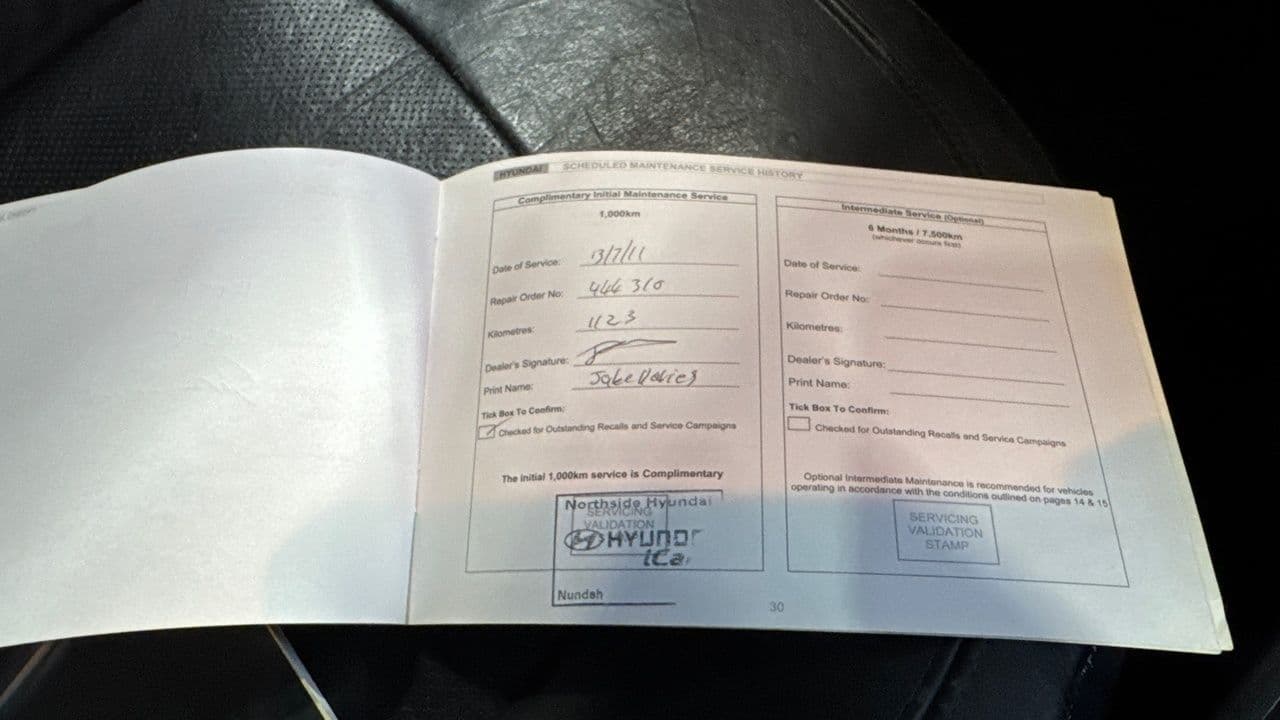 HYUNDAI SCHEDULED MAINTENANCE SERVICE HISTORY
Complimentary Initial Maintenance Service
1,000km
Date of Service: 13/7/11
Repair Order No: 444 310
Kilometres: 1123
Dealer's Signature:
Print Name: Jake
Tick Box To Confirm:
Checked for Outstanding Recalls and Service Campaigns
The initial 1,000km service is Complimentary
Northside Hyundai
SERVICING
VALIDATION
HYUNDA
iCa
Nundah
Intermediate Service (Optional)
6 Months / 7,500km
(whichever occurs first)
Date of Service:
Repair Order No:
Kilometres:
Dealer's Signature:
Print Name:
Tick Box To Confirm:
Checked for Outstanding Recalls and Service Campaigns
Optional Intermediate Maintenance is recommended for vehicles
operating in accordance with the conditions outlined on pages 14 & 15
SERVICING
VALIDATION
STAMP
30